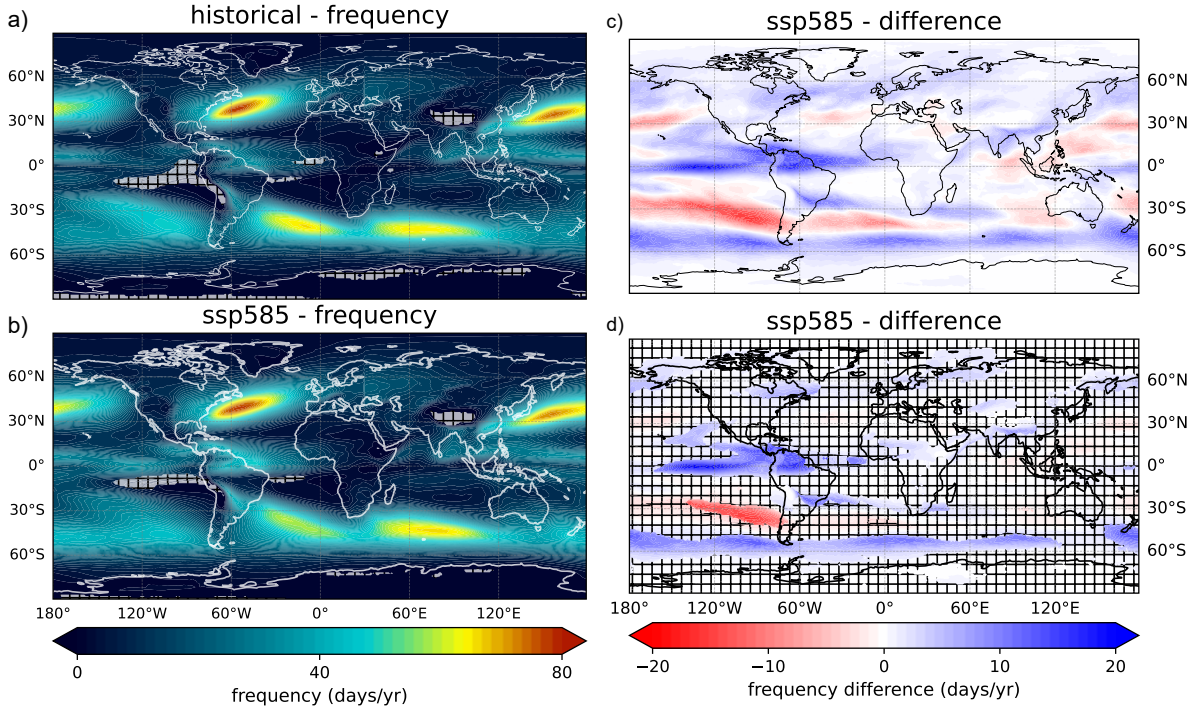 a)
historical - frequency
60°N
30°N
0°
30°S
60°S
b)
ssp585 - frequency
60°N
30°N
0°
30°S
60°S
180° 120°W 60°W 0° 60°E 120°E
0 40 80
frequency (days/yr)
c)
ssp585 - difference
60°N
30°N
0°
30°S
60°S
d)
ssp585 - difference
60°N
30°N
0°
30°S
60°S
180° 120°W 60°W 0° 60°E 120°E
−20 −10 0 10 20
frequency difference (days/yr)